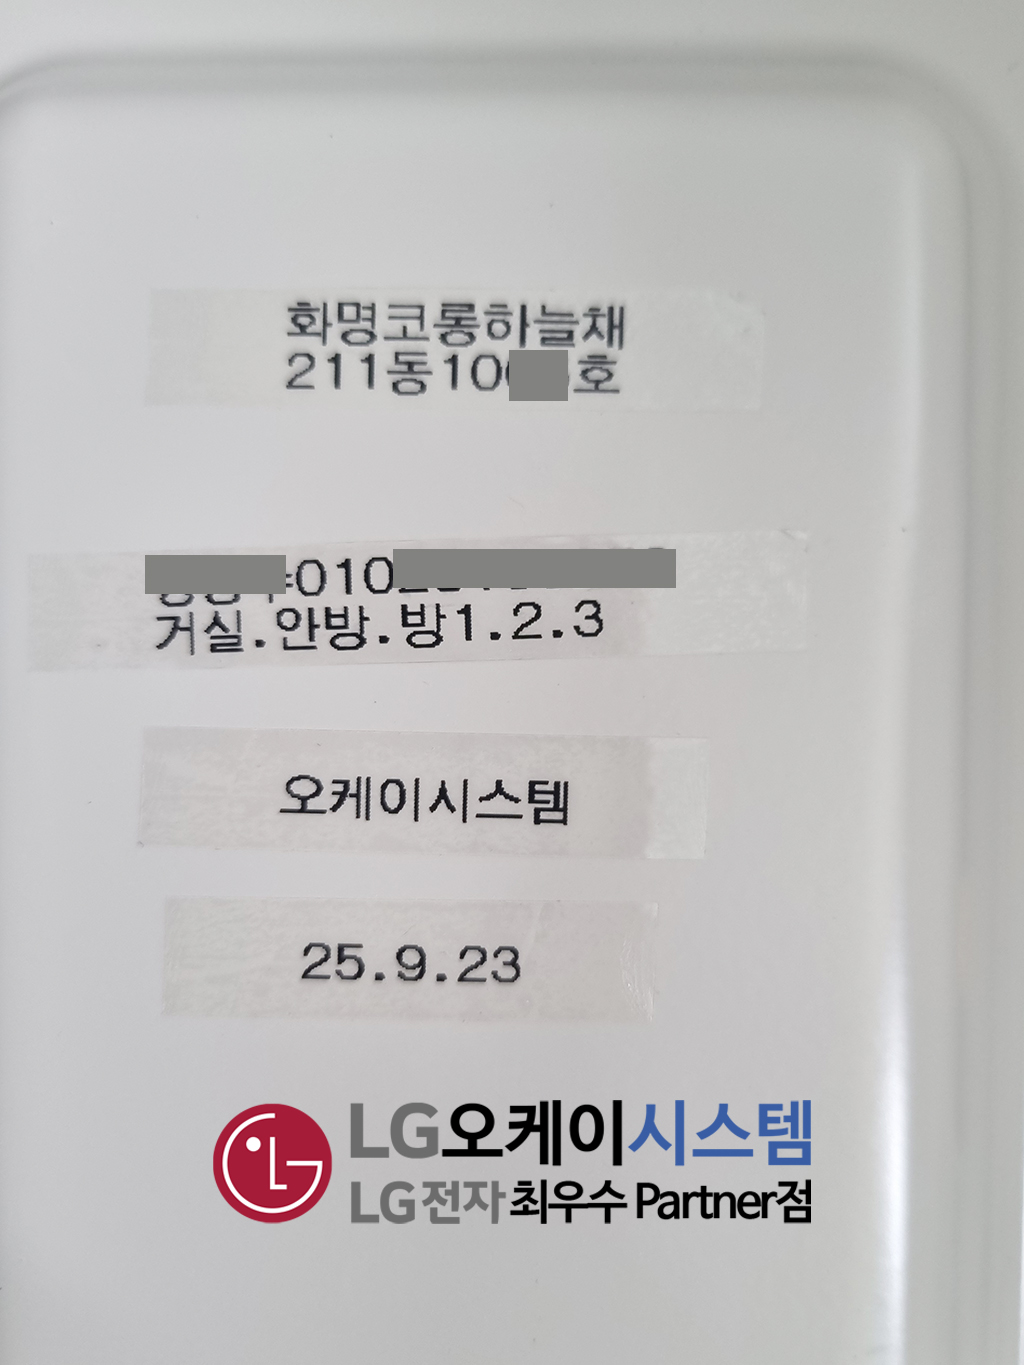 화명코롱하늘채
211동10 호
010
거실.안방.방1.2.3
오케이시스템
25.9.23
LG오케이시스템
LG전자 최우수 Partner점